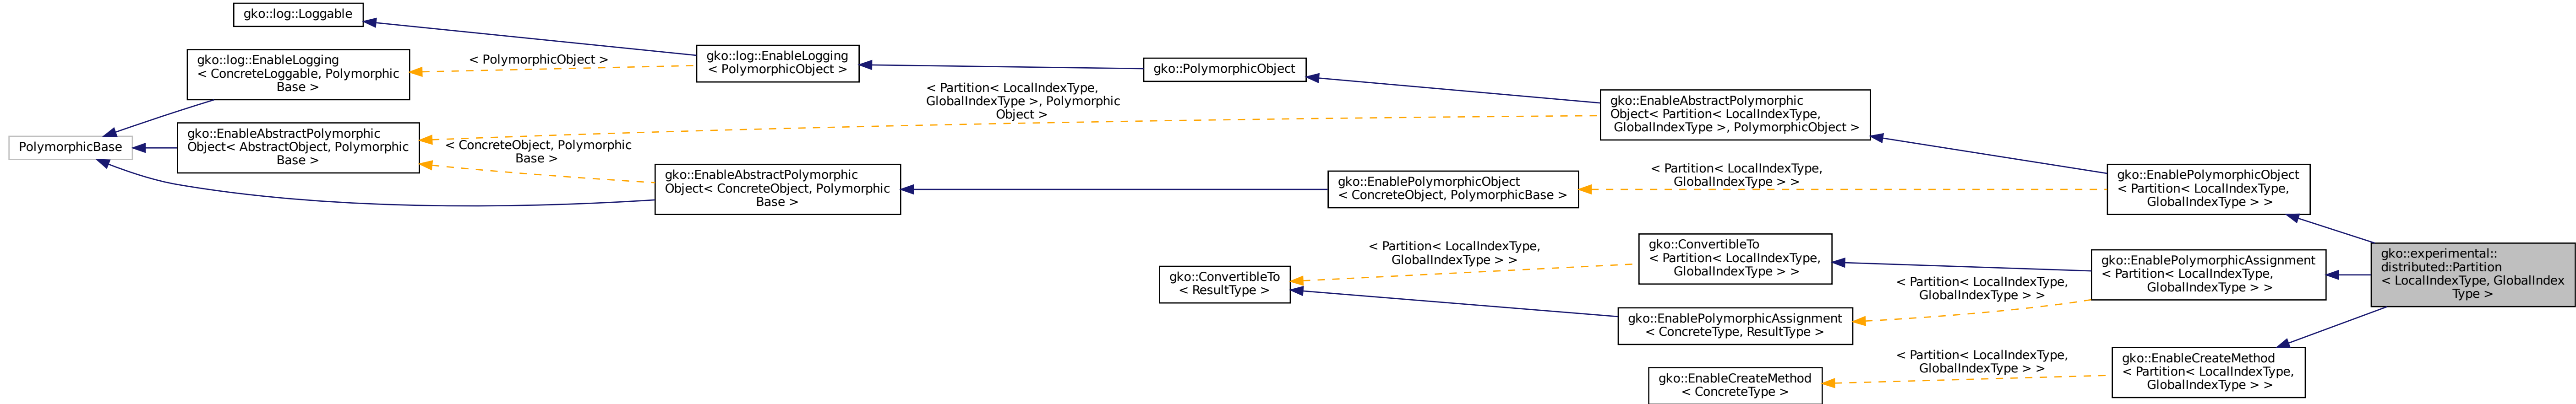 gko::log::Loggable
gko::log::EnableLogging
< ConcreteLoggable, Polymorphic
Base >
< PolymorphicObject >
gko::log::EnableLogging
< PolymorphicObject >
gko::PolymorphicObject
< Partition< LocalIndexType,
GlobalIndexType >, Polymorphic
Object >
gko::EnableAbstractPolymorphic
Object< Partition< LocalIndexType,
GlobalIndexType >, PolymorphicObject >
PolymorphicBase
gko::EnableAbstractPolymorphic
Object< AbstractObject, Polymorphic
Base >
< ConcreteObject, Polymorphic
Base >
gko::EnableAbstractPolymorphic
Object< ConcreteObject, Polymorphic
Base >
gko::EnablePolymorphicObject
< ConcreteObject, PolymorphicBase >
< Partition< LocalIndexType,
GlobalIndexType > >
gko::EnablePolymorphicObject
< Partition< LocalIndexType,
GlobalIndexType > >
gko::ConvertibleTo
< ResultType >
< Partition< LocalIndexType,
GlobalIndexType > >
gko::ConvertibleTo
< Partition< LocalIndexType,
GlobalIndexType > >
gko::EnablePolymorphicAssignment
< Partition< LocalIndexType,
GlobalIndexType > >
gko::experimental::
distributed::Partition
< LocalIndexType, GlobalIndex
Type >
gko::EnablePolymorphicAssignment
< ConcreteType, ResultType >
< Partition< LocalIndexType,
GlobalIndexType > >
gko::EnableCreateMethod
< ConcreteType >
< Partition< LocalIndexType,
GlobalIndexType > >
gko::EnableCreateMethod
< Partition< LocalIndexType,
GlobalIndexType > >